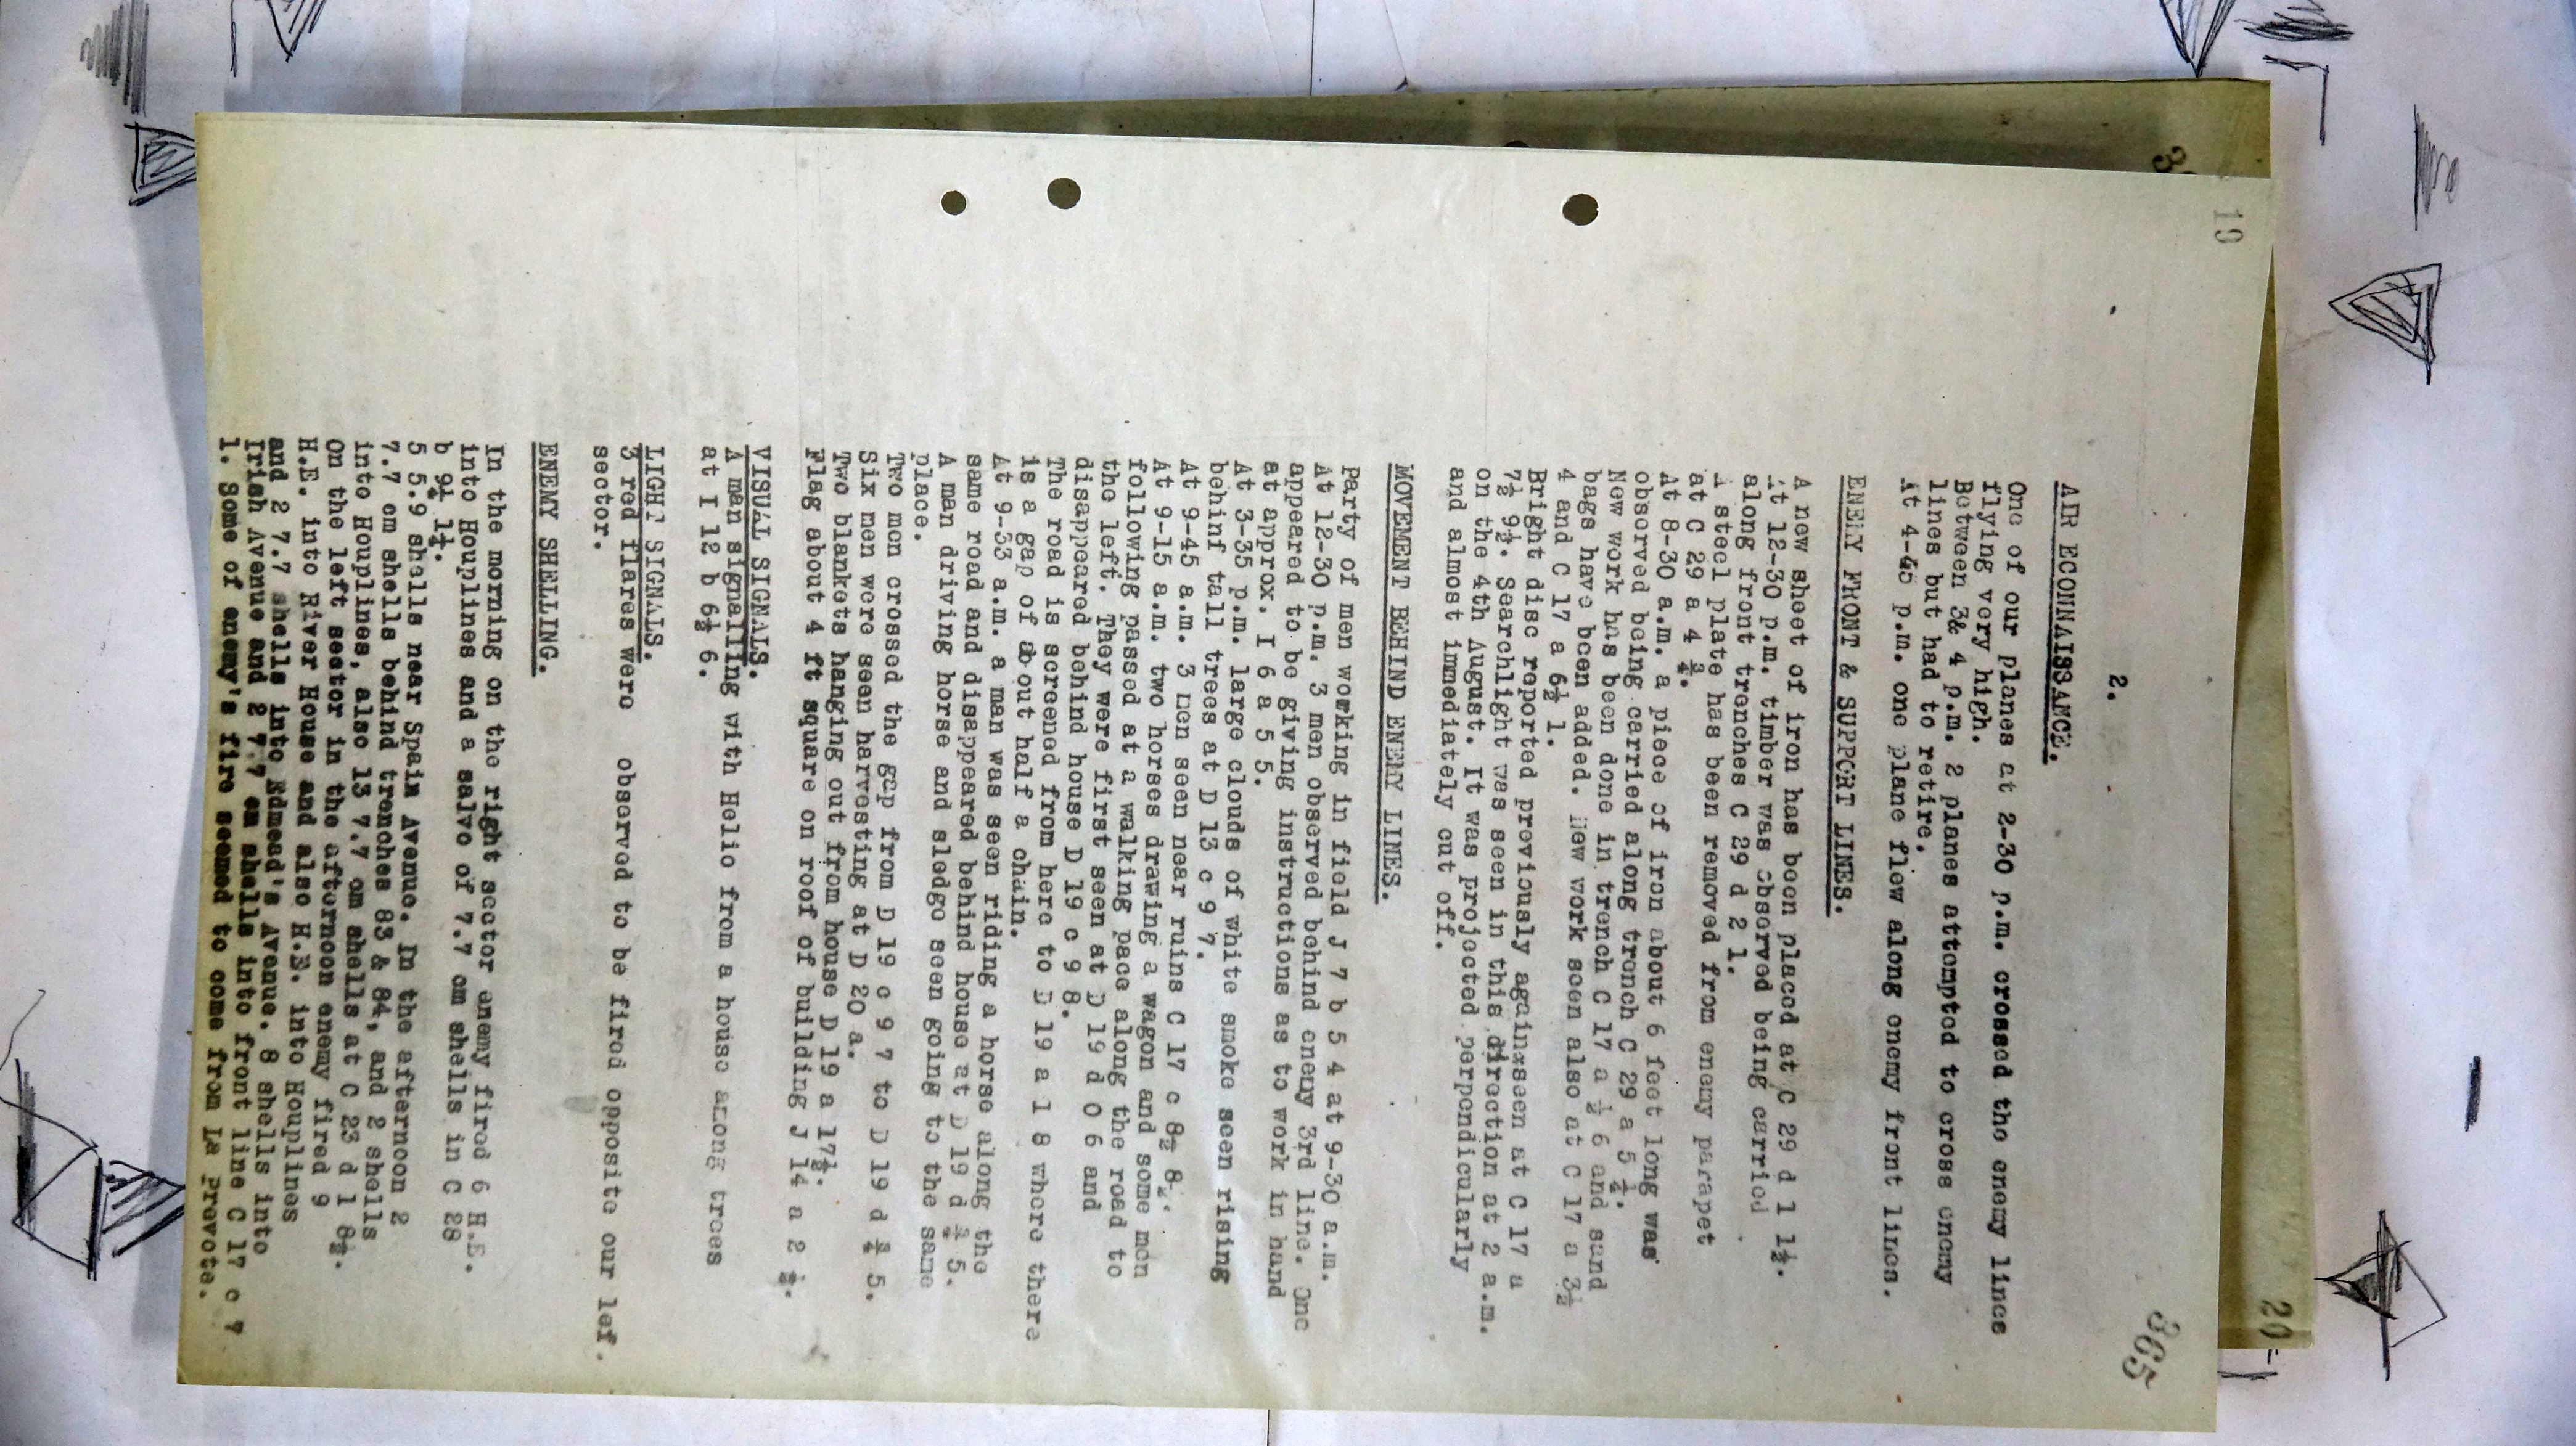 19
365
2.
AIR ECONNAISSANCE.
One of our planes at 2-30 p.m. crossed the enemy lines
flying very high.
Between 3& 4 p.m. 2 planes attempted to cross enemy
lines but had to retire.
At 4-45 p.m. one plane flew along enemy front lines.
ENEMY FRONT & SUPPORT LINES.
A new sheet of iron has been placed at C 29 d 1 1½.
At 12-30 p.m. timber was observed being carried
along front trenches C 29 d 2 1.
A steel plate has been removed from enemy parapet
at C 29 a 4 ¾.
At 8-30 a.m. a piece of iron about 6 feet long was
observed being carried along trench C 29 a 5 ¼.
New work has been done in trench C 17 a ½ 6 and sand
bags have been added. New work seen also at C 17 a 3½
4 and C 17 a 6½ 1.
Bright disc reported previously againxseen at C 17 a
7½ 9½. Searchlight was seen in this direction at 2 a.m.
on the 4th August. It was projected perpendicularly
and almost immediately cut off.
MOVEMENT BEHIND ENEMY LINES.
Party of men working in field J 7 b 5 4 at 9-30 a.m.
At 12-30 p.m. 3 men observed behind enemy 3rd line. One
appeared to be giving instructions as to work in hand
at approx. I 6 a 5 5.
At 3-35 p.m. large clouds of white smoke seen rising
behinf tall trees at D 13 c 9 7.
At 9-45 a.m. 3 men seen near ruins C 17 c 8½ 8½.
At 9-15 a.m. two horses drawing a wagon and some men
following passed at a walking pace along the road to
the left. They were first seen at D 19 d 0 6 and
disappeared behind house D 19 c 9 8.
The road is screened from here to D 19 a 1 8 where there
is a gap of about half a chain.
At 9-33 a.m. a man was seen riding a horse along the
same road and disappeared behind house at D 19 d ¾ 5.
A man driving horse and sledge seen going to the same
place.
Two men crossed the gap from D 19 c 9 7 to D 19 d ¾ 5.
Six men were seen harvesting at D 20 a.
Two blankets hanging out from house D 19 a 17½.
Flag about 4 ft square on roof of building J 14 a 2 ½.
VISUAL SIGNALS.
A man signalling with Helio from a house among trees
at I 12 b 6½ 6.
LIGHT SIGNALS.
3 red flares were observed to be fired opposite our lef.
sector.
ENEMY SHELLING.
In the morning on the right sector enemy fired 6 H.E.
into Houplines and a salvo of 7.7 cm shells in C 28
b 9¼ 1¼.
5 5.9 shells near Spain Avenue. In the afternoon 2
7.7 cm shells behind trenches 83 & 84, and 2 shells
into Houplines, also 13 7.7 cm shells at C 23 d 1 8½.
On the left sector in the afternoon enemy fired 9
H.E. into River House and also H.E. into Houplines
and 2 7.7 shells into Edmead's Avenue. 8 shells into
Irish Avenue and 2 7.7 cm shells into front line C 17 c 7
1. Some of enemy's fire seemed to come from La prevote.
20